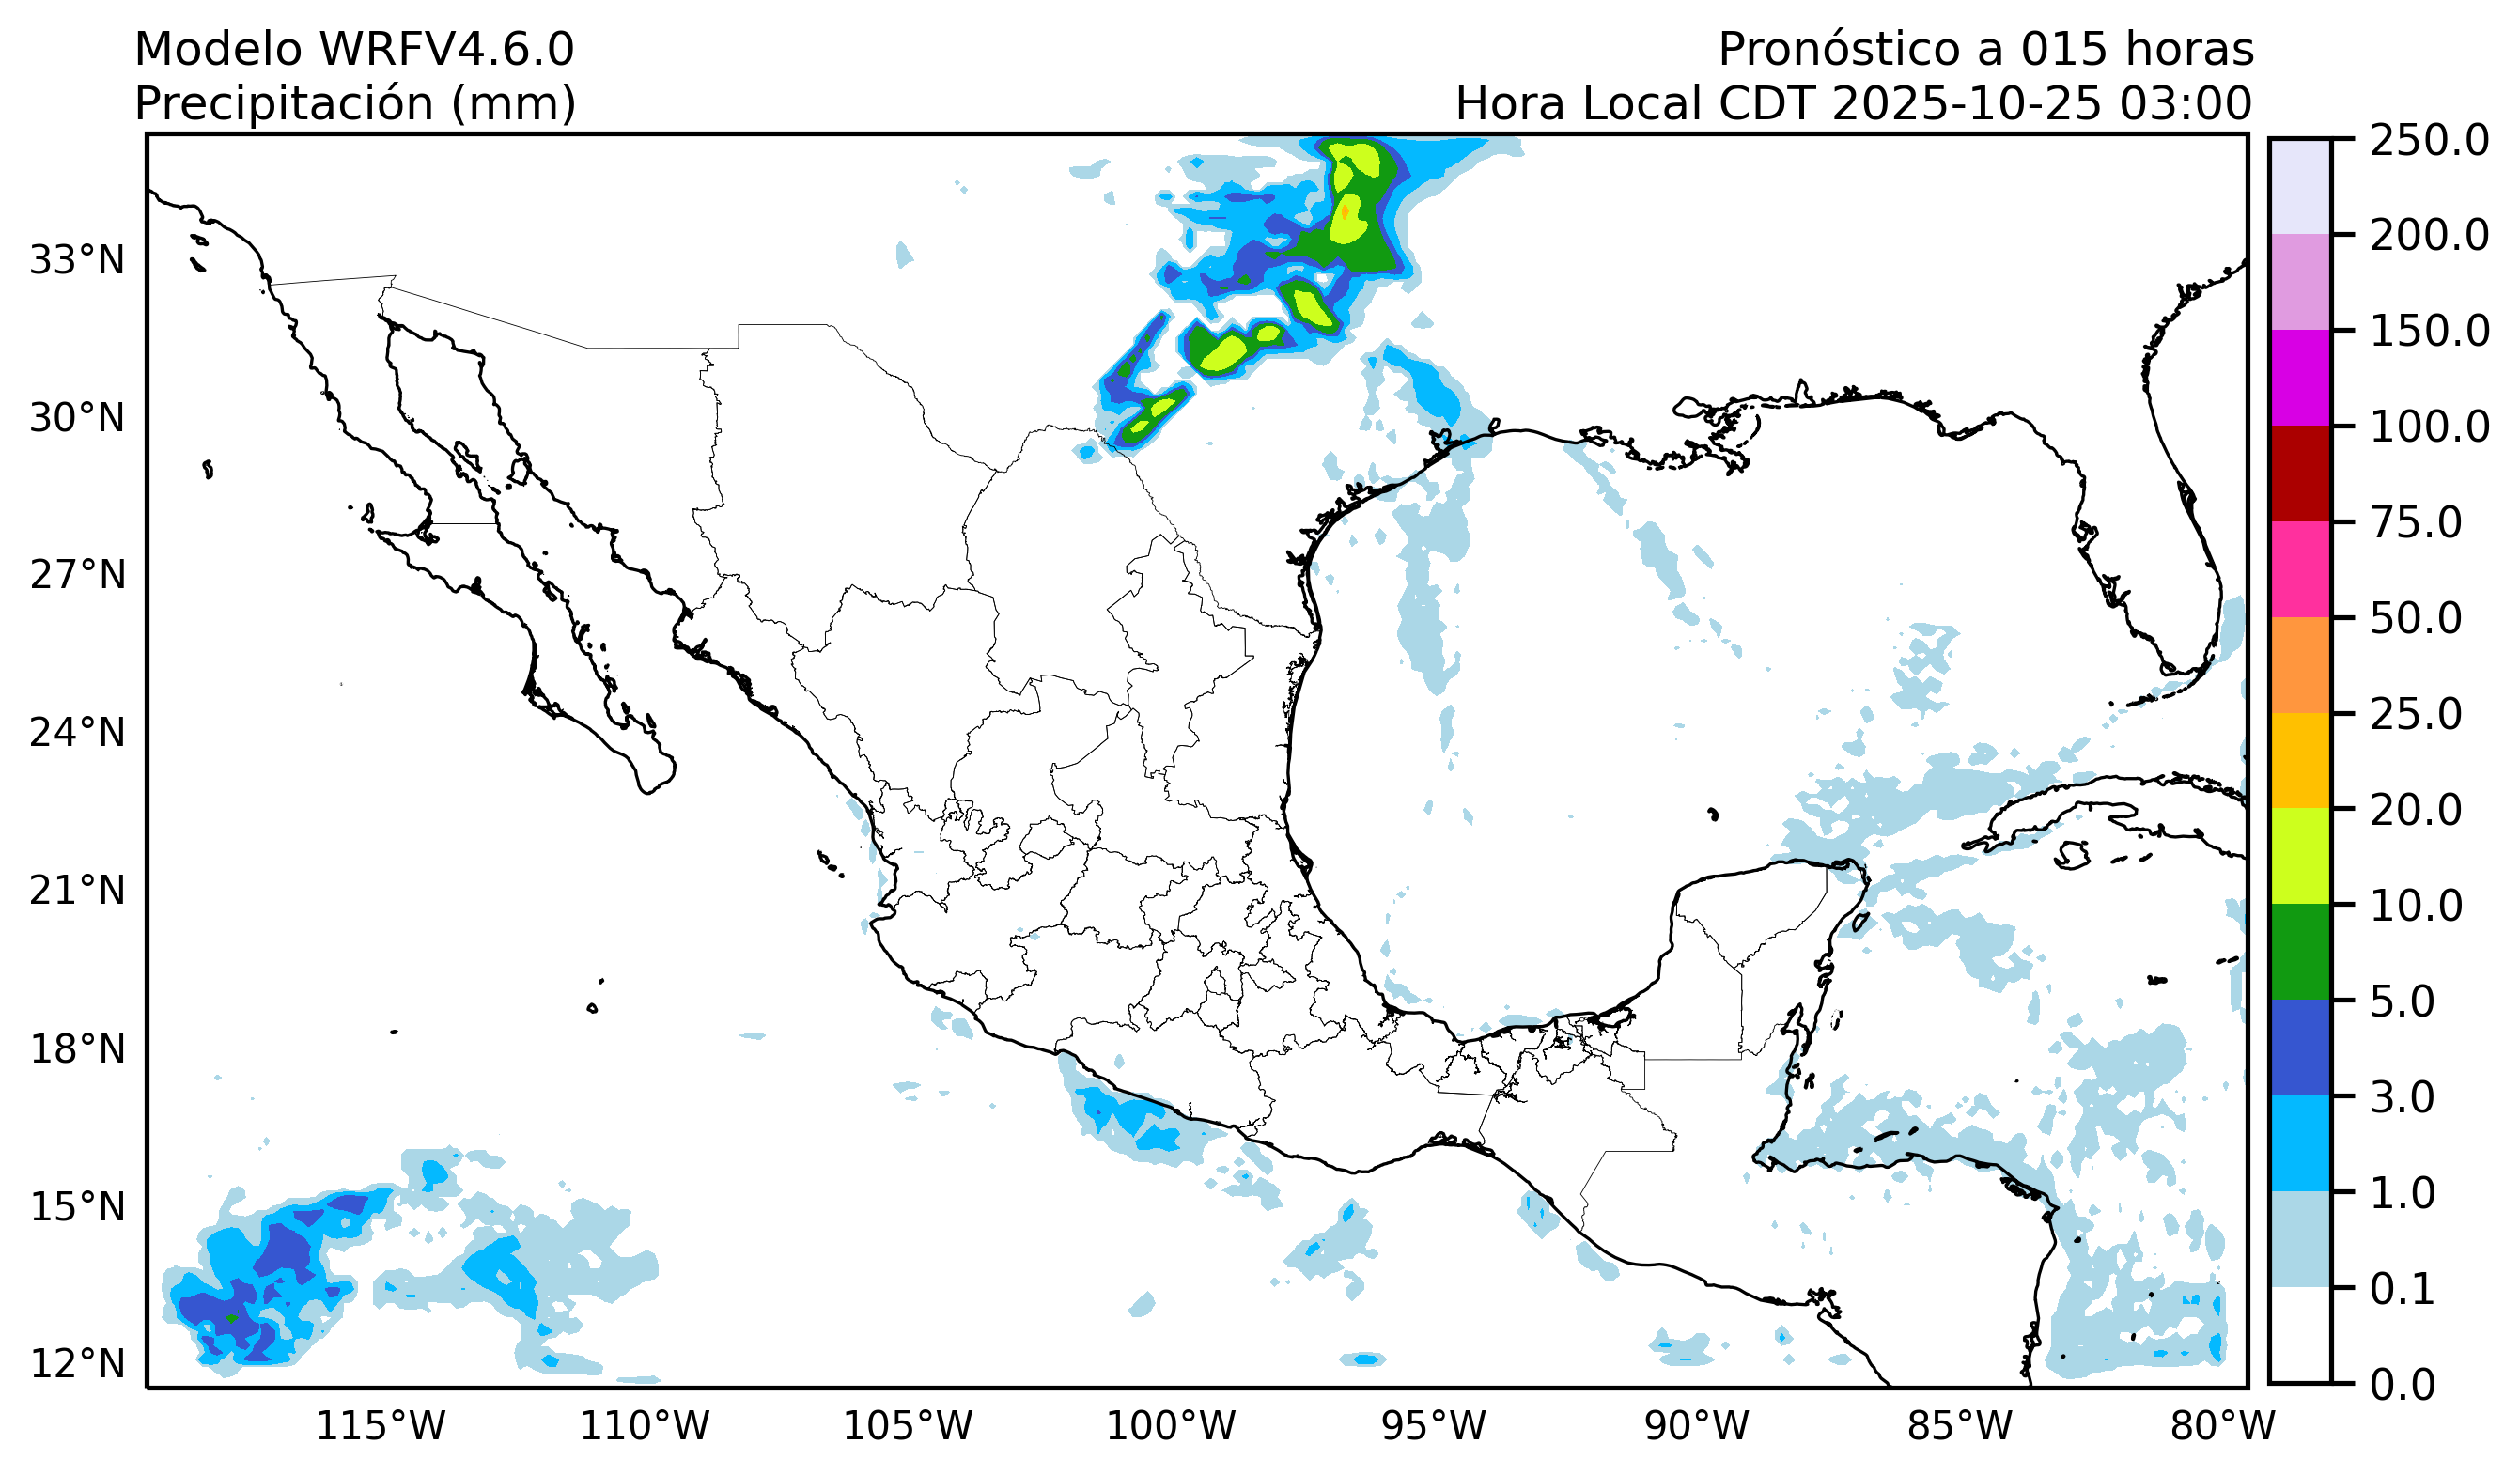 Modelo WRFV4.6.0
Precipitación (mm)
Pronóstico a 015 horas
Hora Local CDT 2025-10-25 03:00
33°N
30°N
27°N
24°N
21°N
18°N
15°N
12°N
115°W
110°W
105°W
100°W
95°W
90°W
85°W
80°W
250.0
200.0
150.0
100.0
75.0
50.0
25.0
20.0
10.0
5.0
3.0
1.0
0.1
0.0